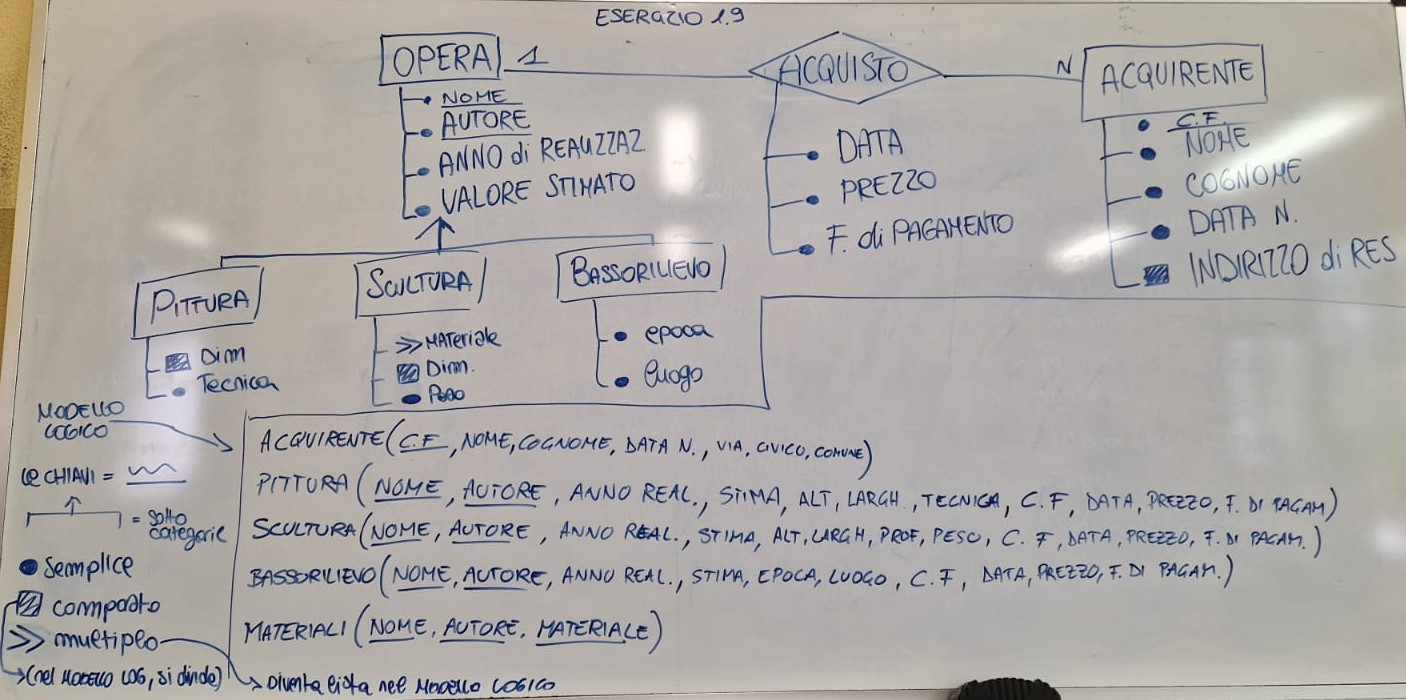 ESERCIZIO 1.9
OPERA 1 ACQUISTO N ACQUIRENTE
NOME
AUTORE
ANNO di REALIZZAZ
VALORE STIMATO
DATA
PREZZO
F. di PAGAMENTO
C.F.
NOME
COGNOME
DATA N.
INDIRIZZO di RES
PITTURA
Dim
Tecnica
SCULTURA
MATERIALE
Dim.
Peso
BASSORILIEVO
epoca
luogo
MODELLO
LOGICO
LE CHIAVI =
= sotto
categorie
Semplice
composto
multiplo
(nel MODELLO LOG, si divide)
Diventa lista nel MODELLO LOGICO
ACQUIRENTE (C.F, NOME, COGNOME, DATA N., VIA, CIVICO, COMUNE)
PITTURA (NOME, AUTORE, ANNO REAL., STIMA, ALT, LARGH, TECNICA, C.F, DATA, PREZZO, F. DI PAGAM)
SCULTURA (NOME, AUTORE, ANNO REAL., STIMA, ALT, LARGH, PROF, PESO, C.F, DATA, PREZZO, F. DI PAGAM.)
BASSORILIEVO (NOME, AUTORE, ANNO REAL., STIMA, EPOCA, LUOGO, C.F, DATA, PREZZO, F. DI PAGAM.)
MATERIALI (NOME, AUTORE, MATERIALE)